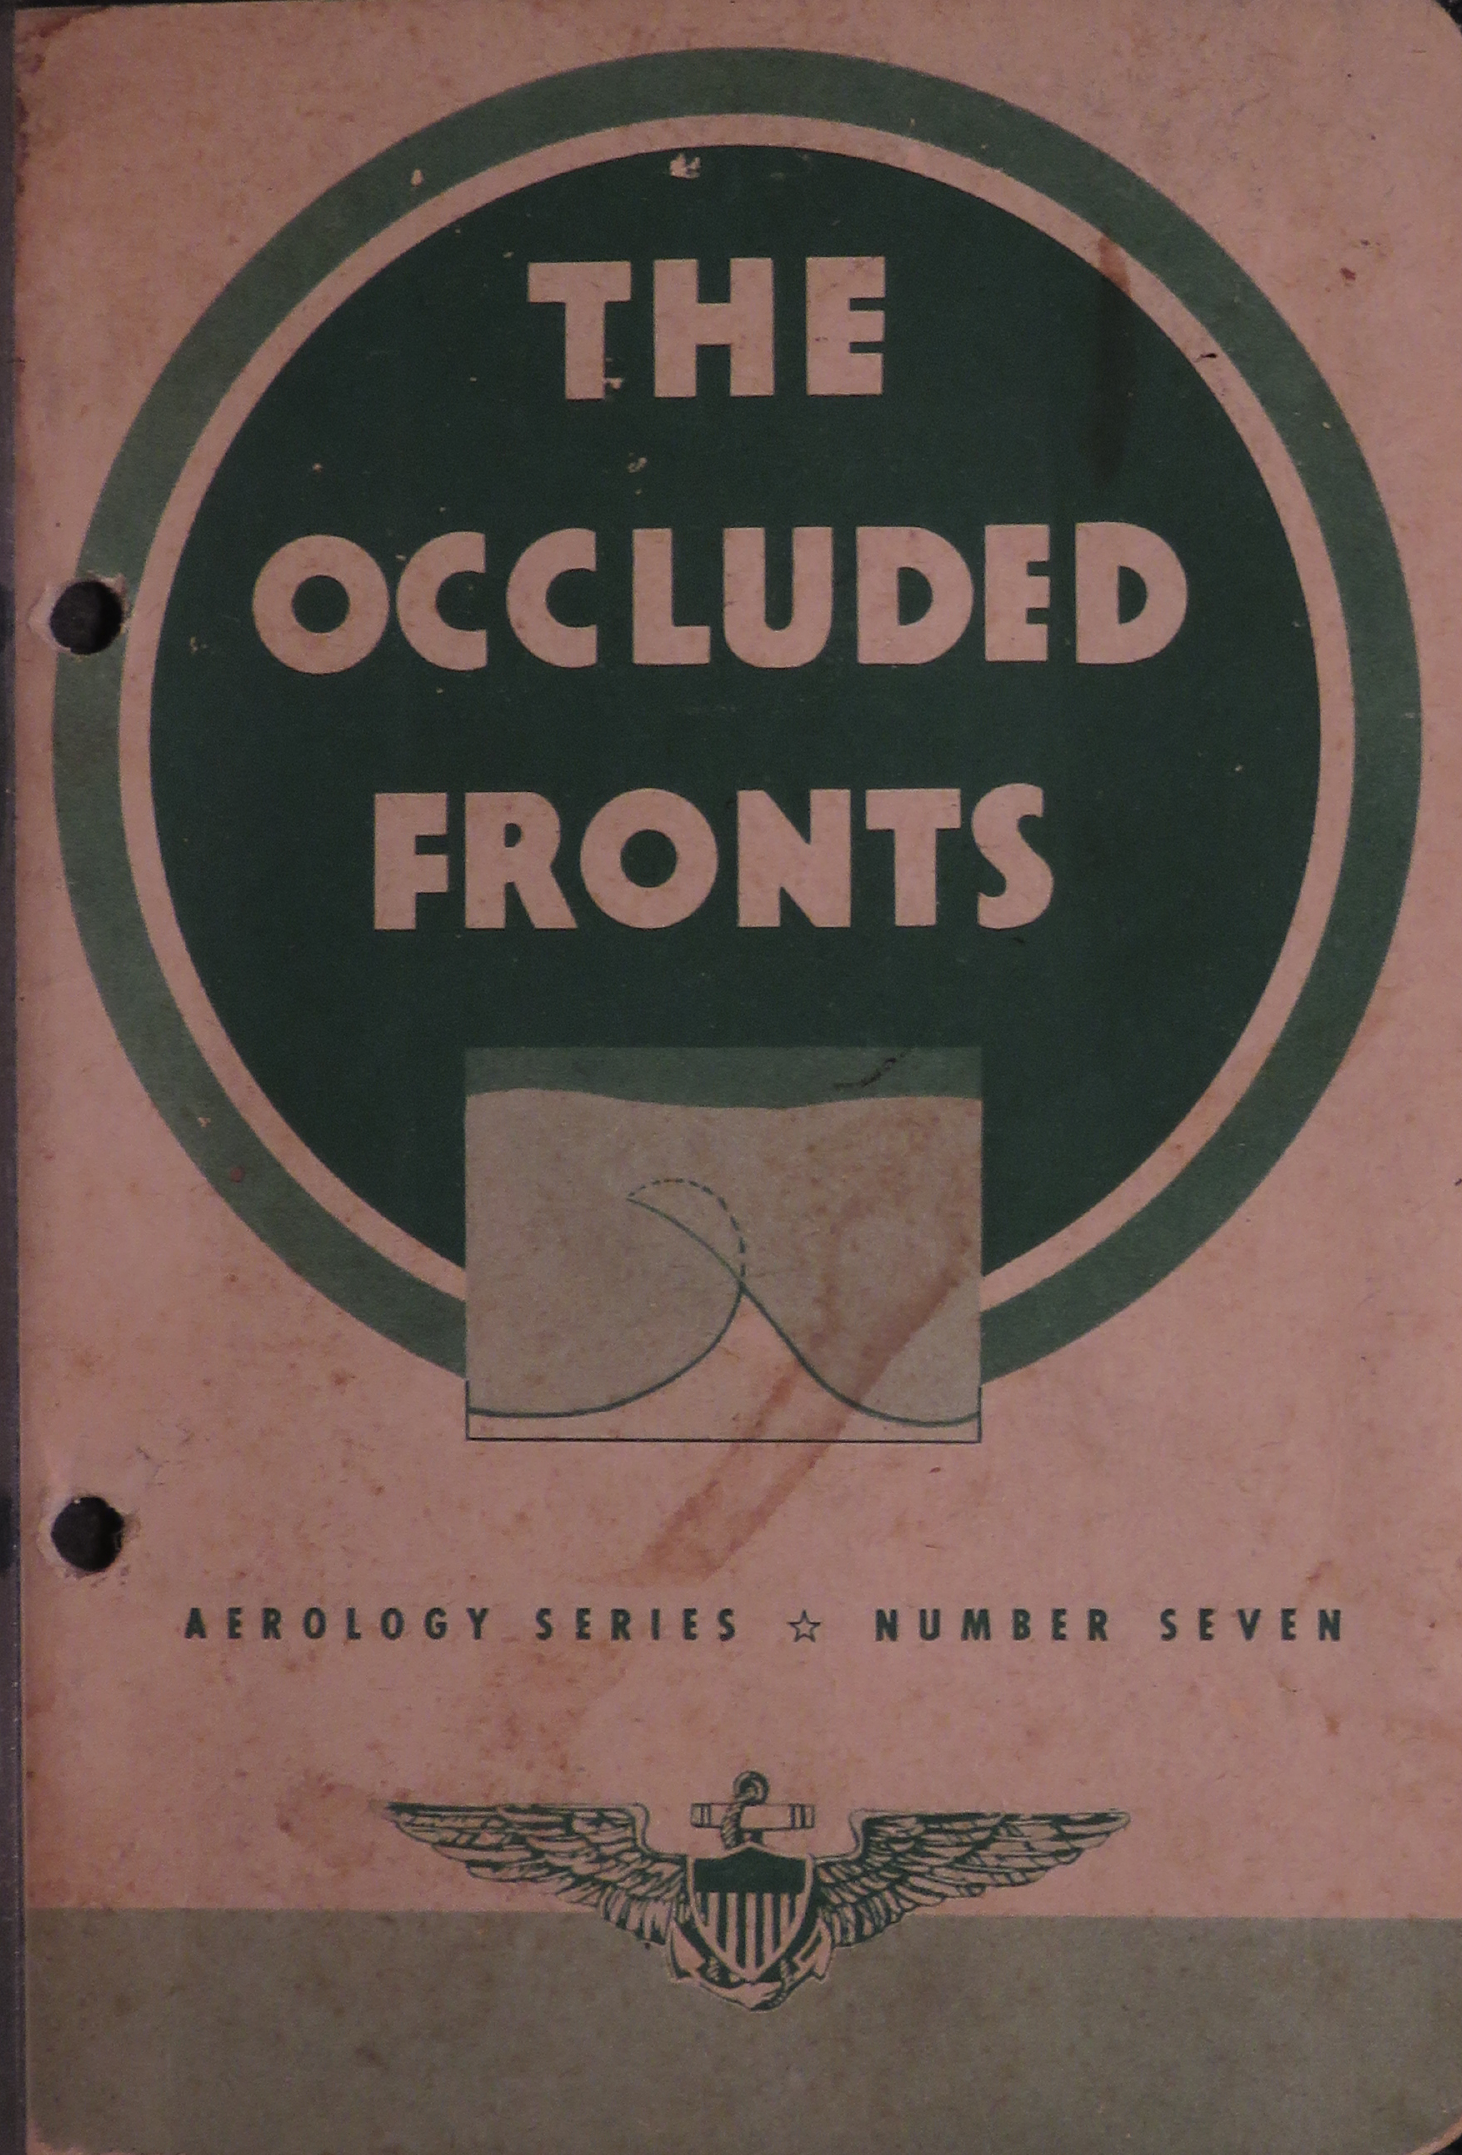 THE
OCCLUDED
FRONTS
AEROLOGY SERIES ☆ NUMBER SEVEN